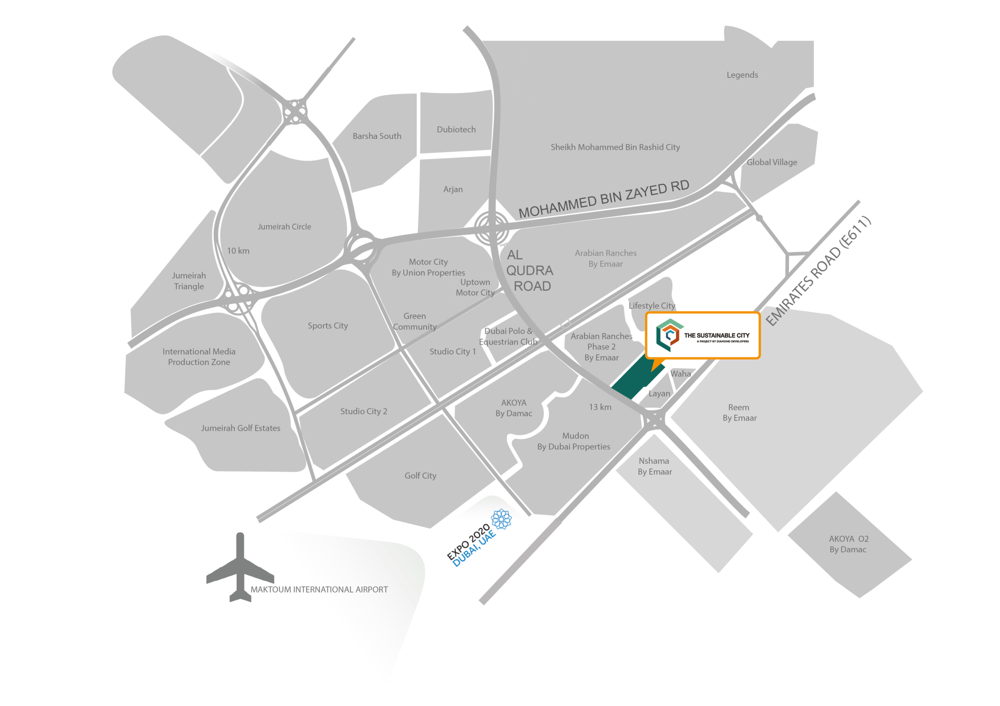 Legends
Dubiotech
Barsha South
Sheikh Mohammed Bin Rashid City
Global Village
Arjan
MOHAMMED BIN ZAYED RD
Jumeirah Circle
10 km
EMIRATES ROAD (E611)
AL
QUDRA
ROAD
Arabian Ranches
By Emaar
Motor City
By Union Properties
Uptown
Motor City
Jumeirah
Triangle
Lifestyle City
Green
Community
Sports City
Dubai Polo &
Equestrian Club
Arabian Ranches
Phase 2
By Emaar
THE SUSTAINABLE CITY
A PROJECT BY DIAMOND DEVELOPERS
International Media
Production Zone
Studio City 1
Waha
Layan
13 km
AKOYA
By Damac
Reem
By Emaar
Studio City 2
Jumeirah Golf Estates
Mudon
By Dubai Properties
Nshama
By Emaar
Golf City
EXPO 2020
DUBAI, UAE
AKOYA O2
By Damac
MAKTOUM INTERNATIONAL AIRPORT